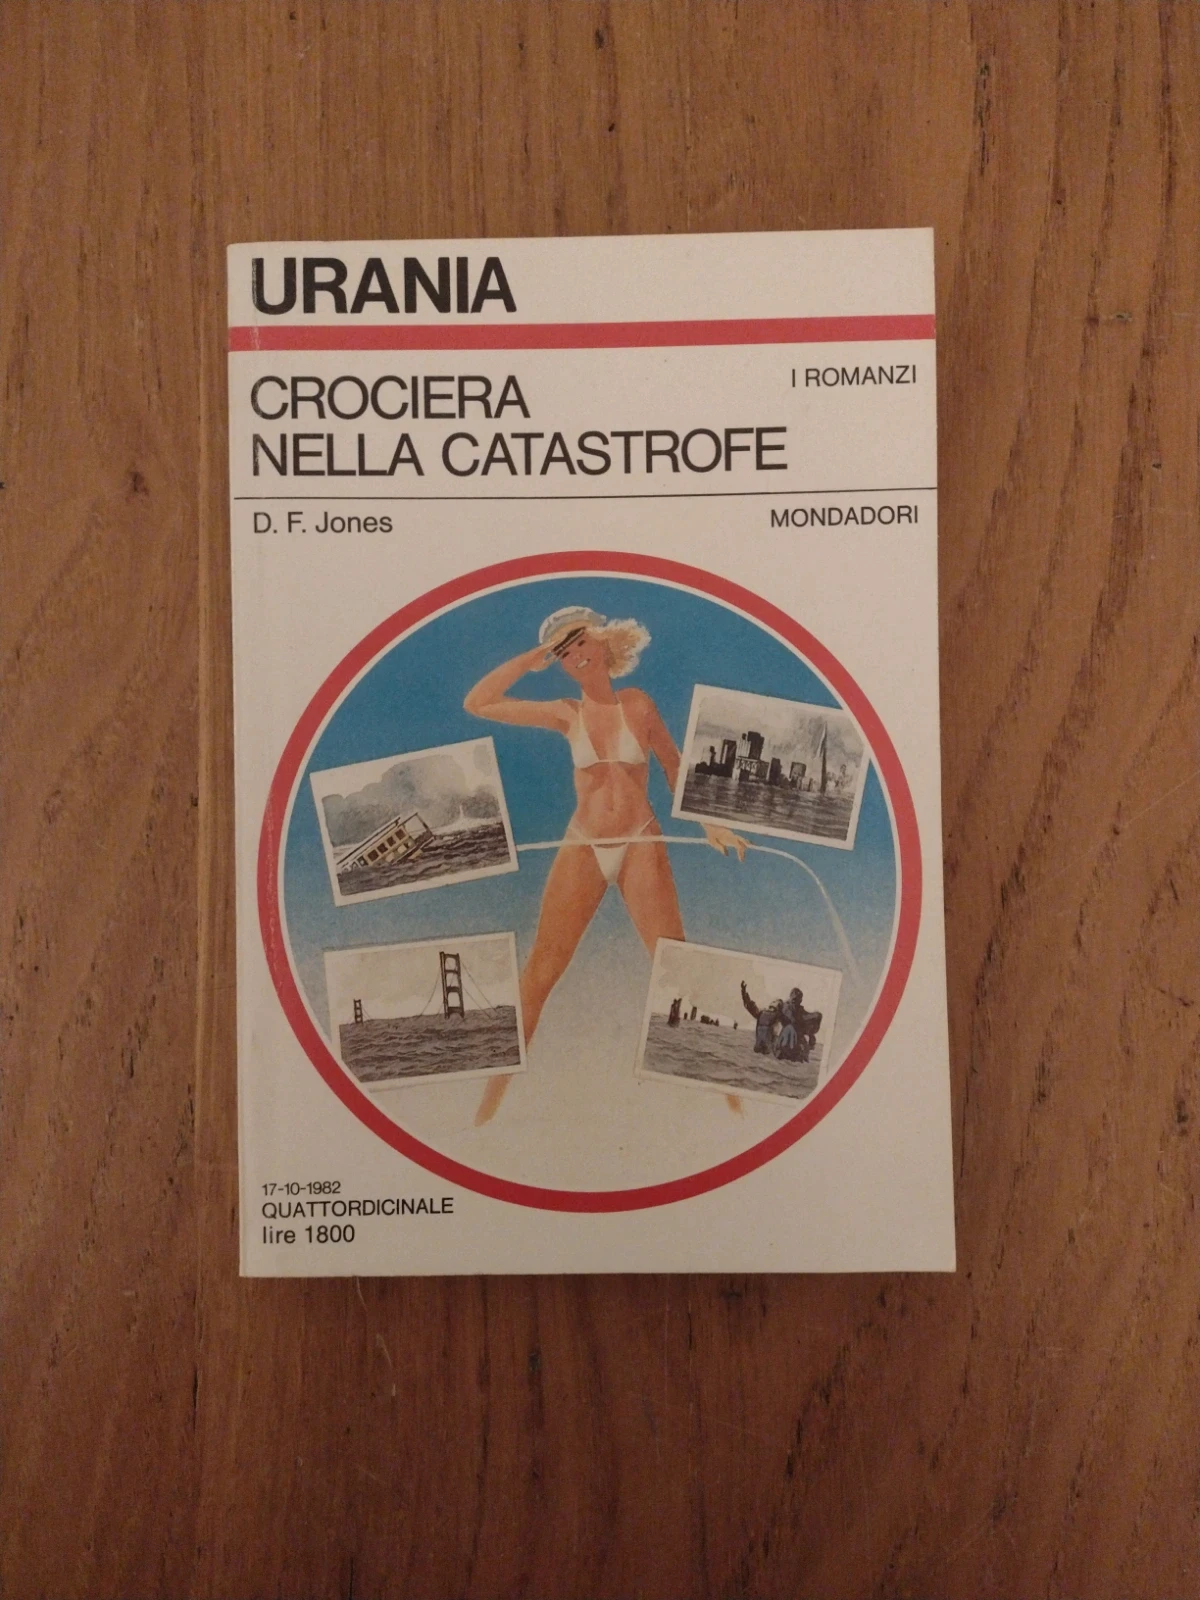 URANIA
I ROMANZI
CROCIERA
NELLA CATASTROFE
D. F. Jones
MONDADORI
17-10-1982
QUATTORDICINALE
lire 1800